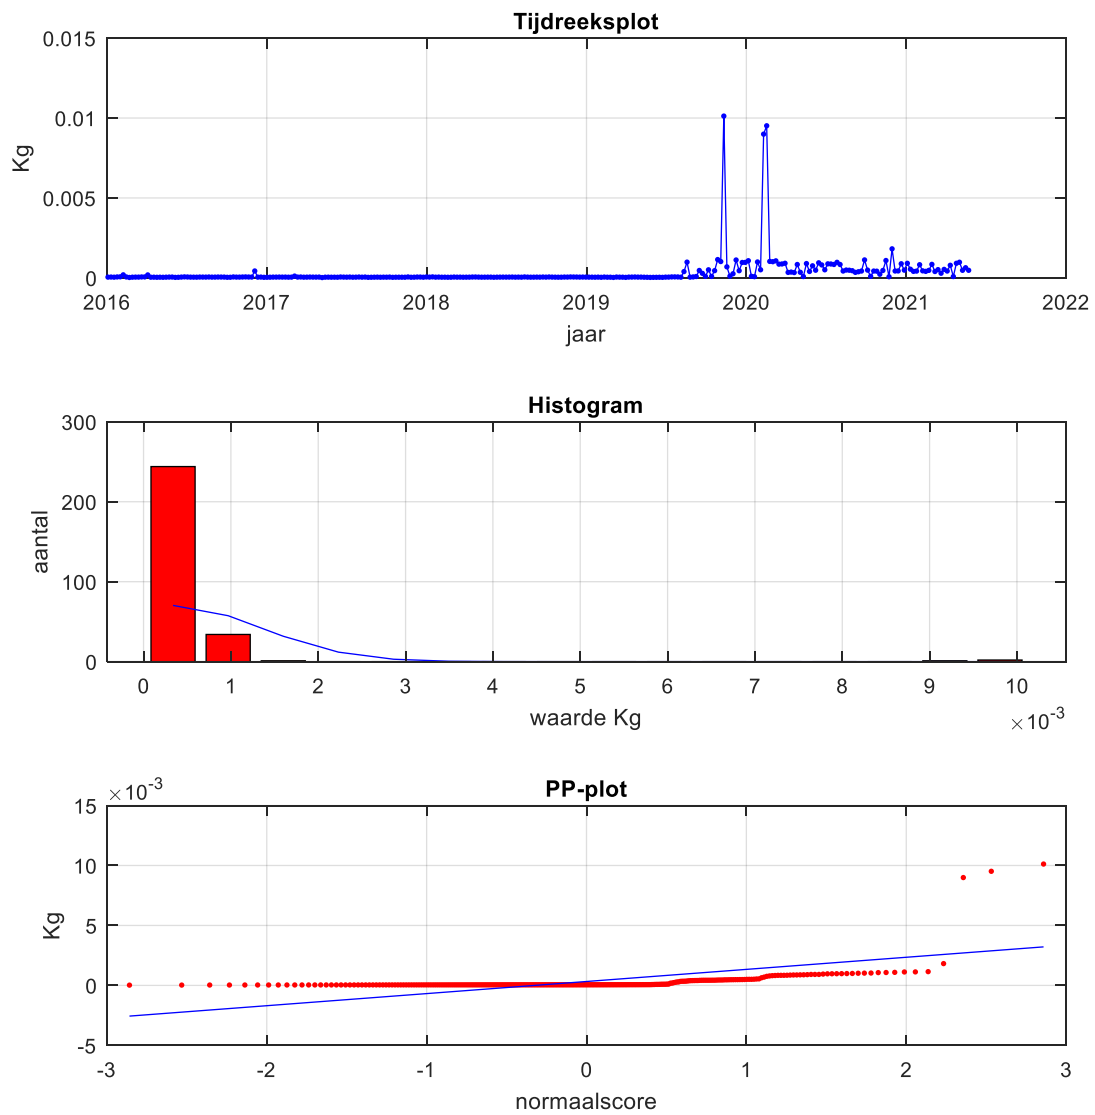 Tijdreeksplot
0.015
0.01
0.005
0
Kg
2016 2017 2018 2019 2020 2021 2022
jaar
Histogram
300
200
100
0
aantal
0 1 2 3 4 5 6 7 8 9 10
waarde Kg
×10⁻³
PP-plot
×10⁻³
15
10
5
0
-5
Kg
-3 -2 -1 0 1 2 3
normaalscore